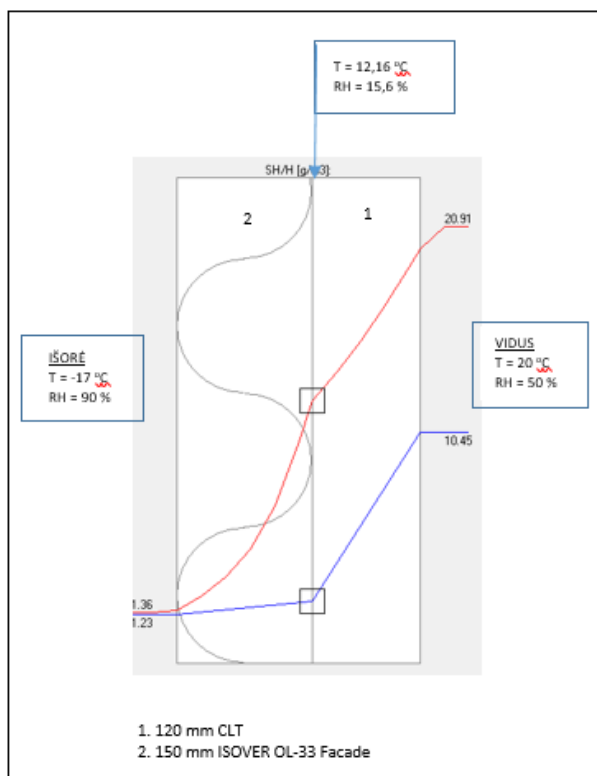 T = 12,16 ºC
RH = 15,6 %
SH/H [g/m3]:
2
1
20.91
IŠORĖ
T = -17 ºC
RH = 90 %
VIDUS
T = 20 ºC
RH = 50 %
10.45
1.36
1.23
1. 120 mm CLT
2. 150 mm ISOVER OL-33 Facade